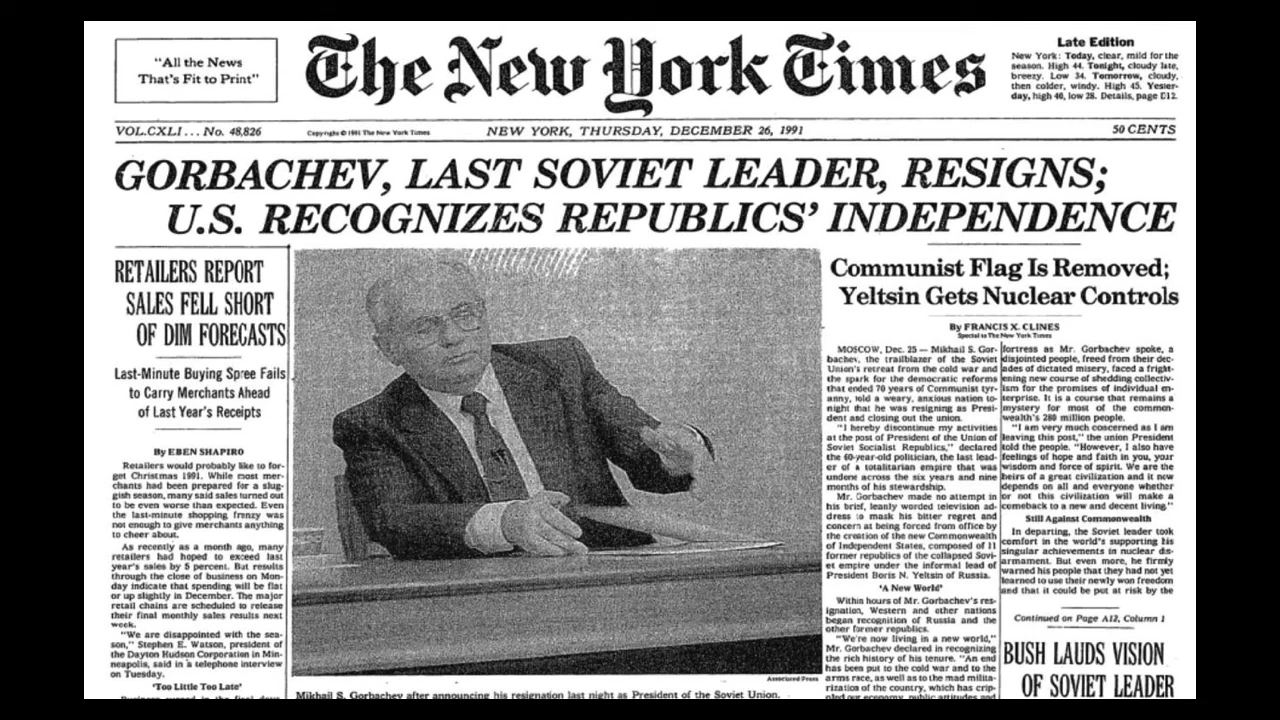 "All the News
That's Fit to Print"
The New York Times
Late Edition
New York: Today, clear, mild for the
season. High 44. Tonight, cloudy late,
breezy. Low 34. Tomorrow, cloudy,
then colder, windy. High 45. Yester-
day, high 40, low 28. Details, page D12.
VOL.CXLI... No. 48,826
Copyright © 1991 The New York Times
NEW YORK, THURSDAY, DECEMBER 26, 1991
50 CENTS
GORBACHEV, LAST SOVIET LEADER, RESIGNS;
U.S. RECOGNIZES REPUBLICS' INDEPENDENCE
RETAILERS REPORT
SALES FELL SHORT
OF DIM FORECASTS
Last-Minute Buying Spree Fails
to Carry Merchants Ahead
of Last Year's Receipts
By EBEN SHAPIRO
Retailers would probably like to for-
get Christmas 1991. While most mer-
chants had been prepared for a slug-
gish season, many said sales turned out
to be even worse than expected. Even
the last-minute shopping frenzy was
not enough to give merchants anything
to cheer about.
As recently as a month ago, many
retailers had hoped to exceed last
year's sales by 5 percent. But results
through the close of business on Mon-
day indicate that spending will be flat
or up slightly in December. The major
retail chains are scheduled to release
their final monthly sales results next
week.
"We are disappointed with the sea-
son," Stephen E. Watson, president of
the Dayton Hudson Corporation in Min-
neapolis, said in a telephone interview
on Tuesday.
'Too Little Too Late'
Associated Press
Mikhail S. Gorbachev after announcing his resignation last night as President of the Soviet Union.
Communist Flag Is Removed;
Yeltsin Gets Nuclear Controls
By FRANCIS X. CLINES
Special to The New York Times
MOSCOW, Dec. 25 — Mikhail S. Gor-
bachev, the trailblazer of the Soviet
Union's retreat from the cold war and
the spark for the democratic reforms
that ended 70 years of Communist tyr-
anny, told a weary, anxious nation to-
night that he was resigning as Presi-
dent and closing out the union.
"I hereby discontinue my activities
at the post of President of the Union of
Soviet Socialist Republics," declared
the 60-year-old politician, the last lead-
er of a totalitarian empire that was
undone across the six years and nine
months of his stewardship.
Mr. Gorbachev made no attempt in
his brief, leanly worded television ad-
dress to mask his bitter regret and
concern at being forced from office by
the creation of the new Commonwealth
of Independent States, composed of 11
former republics of the collapsed Sovi-
et empire under the informal lead of
President Boris N. Yeltsin of Russia.
'A New World'
Within hours of Mr. Gorbachev's res-
ignation, Western and other nations
began recognition of Russia and the
other former republics.
"We're now living in a new world,"
Mr. Gorbachev declared in recognizing
the rich history of his tenure. "An end
has been put to the cold war and to the
arms race, as well as to the mad milita-
rization of the country, which has crip-
pled our economy, public attitudes and
fortress as Mr. Gorbachev spoke, a
disjointed people, freed from their dec-
ades of dictated misery, faced a fright-
ening new course of shedding collectiv-
ism for the promises of individual en-
terprise. It is a course that remains a
mystery for most of the common-
wealth's 280 million people.
"I am very much concerned as I am
leaving this post," the union President
told the people. "However, I also have
feelings of hope and faith in you, your
wisdom and force of spirit. We are the
heirs of a great civilization and it now
depends on all and everyone whether
or not this civilization will make a
comeback to a new and decent living."
Still Against Commonwealth
In departing, the Soviet leader took
comfort in the world's supporting his
singular achievements in nuclear dis-
armament. But even more, he firmly
warned his people that they had not yet
learned to use their newly won freedom
and that it could be put at risk by the
Continued on Page A12, Column 1
BUSH LAUDS VISION
OF SOVIET LEADER